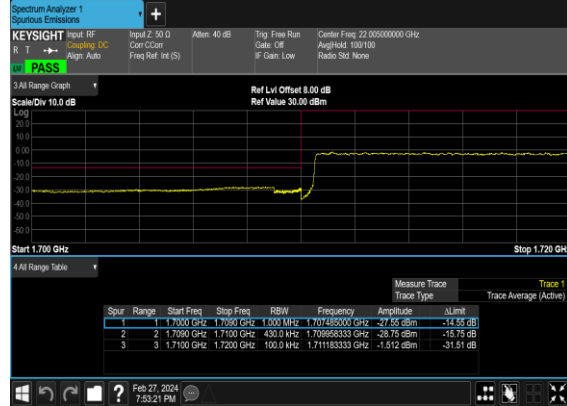 Spectrum Analyzer 1
Spurious Emissions
+
KEYSIGHT Input: RF Input Z: 50 Ω Atten: 40 dB Trig: Free Run Center Freq: 22.005000000 GHz
R T Coupling: DC Corr CCorr Gate: Off Avg|Hold: 100/100
Align: Auto Freq Ref: Int (S) IF Gain: Low Radio Std: None
LW PASS
3 All Range Graph
Ref Lvl Offset 8.00 dB
Scale/Div 10.0 dB Ref Value 30.00 dBm
Log
20.0
10.0
0.00
-10.0
-20.0
-30.0
-40.0
-50.0
-60.0
Start 1.700 GHz Stop 1.720 GH
4 All Range Table
Measure Trace Trace 1
Trace Type Trace Average (Active)
Spur Range Start Freq Stop Freq RBW Frequency Amplitude ΔLimit
1 1 1.7000 GHz 1.7090 GHz 1.000 MHz 1.707485000 GHz -27.55 dBm -14.55 dB
2 2 1.7090 GHz 1.7100 GHz 430.0 kHz 1.709958333 GHz -28.75 dBm -15.75 dB
3 3 1.7100 GHz 1.7200 GHz 100.0 kHz 1.711183333 GHz -1.512 dBm -31.51 dB
? Feb 27, 2024
7:53:21 PM